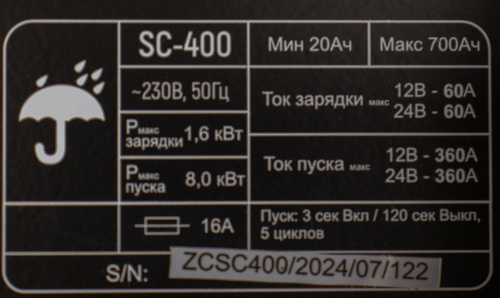 SC-400
Мин 20Ач
Макс 700Ач
~230В, 50Гц
Ток зарядки макс
12В - 60А
24В - 60А
Pмакс зарядки 1,6 кВт
Pмакс пуска 8,0 кВт
Ток пуска макс
12В - 360А
24В - 360А
16А
Пуск: 3 сек Вкл / 120 сек Выкл,
5 циклов
S/N: ZCSC400/2024/07/122